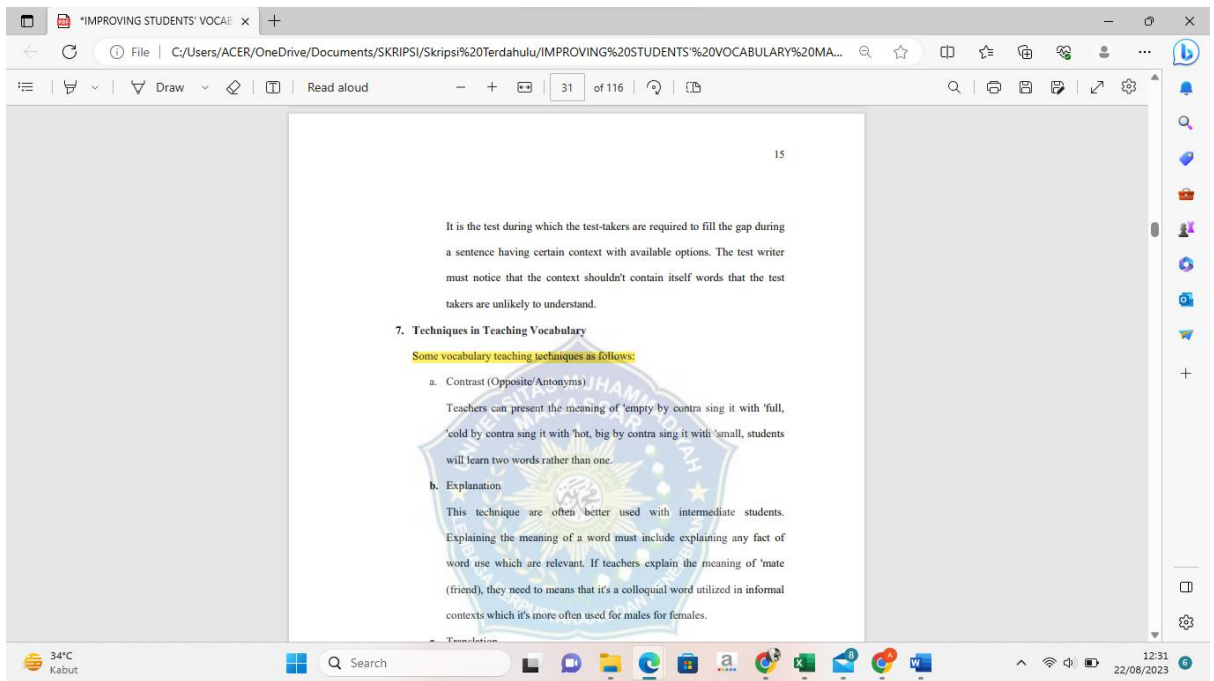 *IMPROVING STUDENTS' VOCAB
File | C:/Users/ACER/OneDrive/Documents/SKRIPSI/Skripsi%20Terdahulu/IMPROVING%20STUDENTS'%20VOCABULARY%20MA...
Draw
Read aloud
31 of 116
15
It is the test during which the test-takers are required to fill the gap during
a sentence having certain context with available options. The test writer
must notice that the context shouldn't contain itself words that the test
takers are unlikely to understand.
7. Techniques in Teaching Vocabulary
Some vocabulary teaching techniques as follows:
a. Contrast (Opposite/Antonyms)
Teachers can present the meaning of 'empty by contra sing it with 'full,
'cold by contra sing it with 'hot, big by contra sing it with 'small, students
will learn two words rather than one.
b. Explanation
This technique are often better used with intermediate students.
Explaining the meaning of a word must include explaining any fact of
word use which are relevant. If teachers explain the meaning of 'mate
(friend), they need to means that it's a colloquial word utilized in informal
contexts which it's more often used for males for females.
UNIVERSITAS MUHAMMADIYAH
MAKASSAR
LEMBAGA PERPUSTAKAAN DAN PENERBITAN
34°C
Kabut
Search
12:31
22/08/2023
8
6